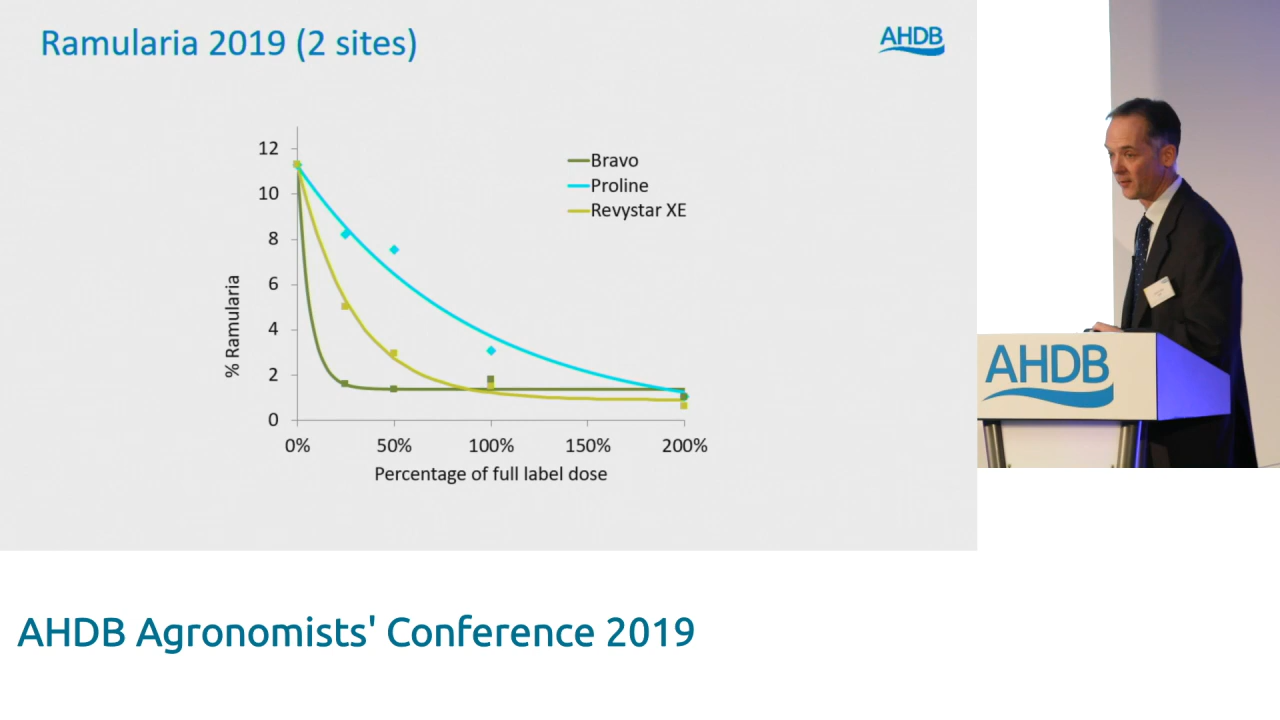 Ramularia 2019 (2 sites)
AHDB
12
10
8
6
4
2
0
% Ramularia
Bravo
Proline
Revystar XE
0%
50%
100%
150%
200%
Percentage of full label dose
AHDB
AHDB Agronomists' Conference 2019